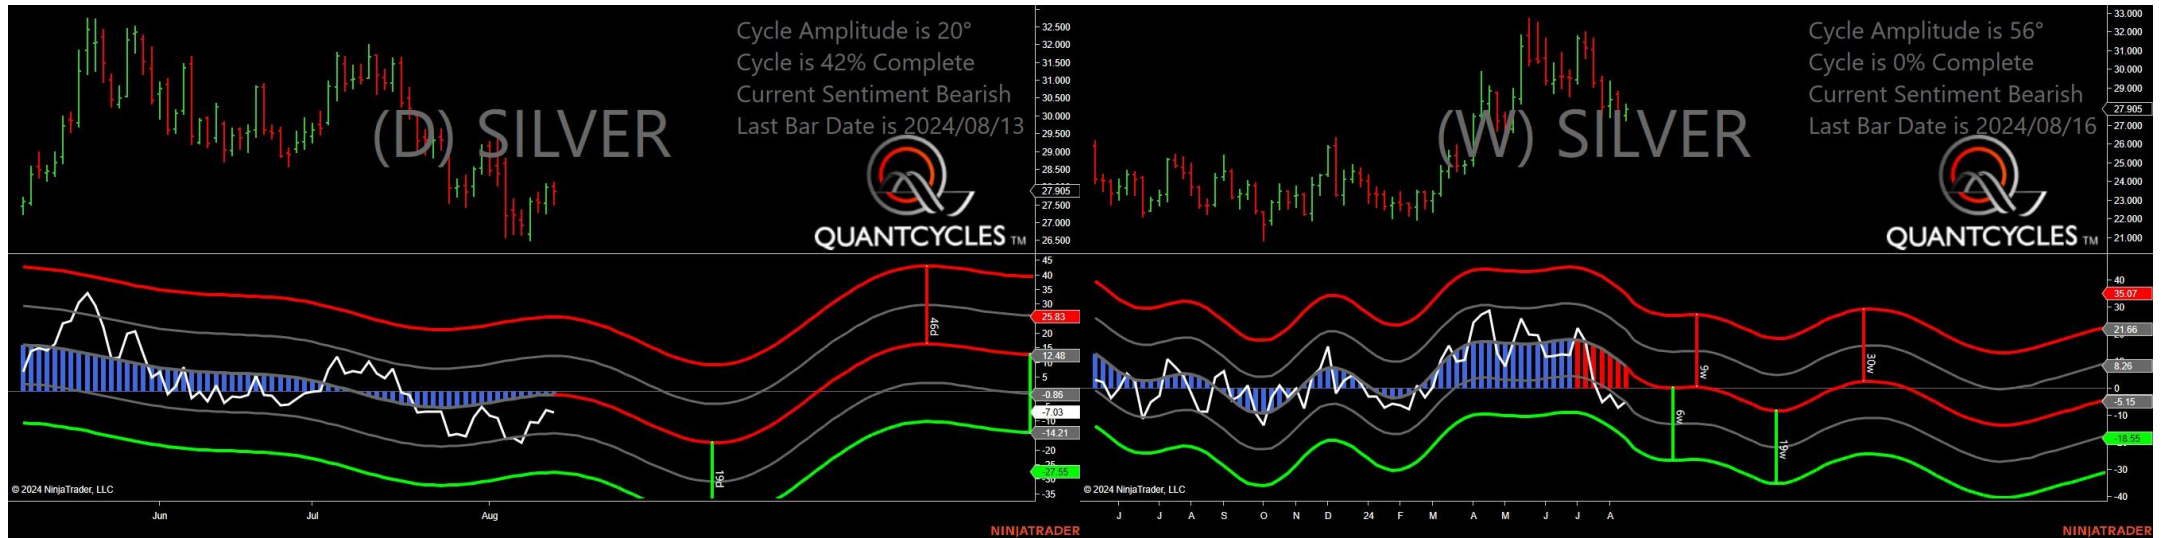 Cycle Amplitude is 20°
Cycle is 42% Complete
Current Sentiment Bearish
Last Bar Date is 2024/08/13
(D) SILVER
QUANTCYCLES TM
32.500
32.000
31.500
31.000
30.500
30.000
29.500
29.000
28.500
27.905
27.500
27.000
26.500
45
40
35
30
25.83
20
15
12.48
5
-0.86
-7.03
-10
-14.21
-20
-25
-27.55
-30
-35
46d
19d
© 2024 NinjaTrader, LLC
Jun
Jul
Aug
NINJATRADER
Cycle Amplitude is 56°
Cycle is 0% Complete
Current Sentiment Bearish
Last Bar Date is 2024/08/16
(W) SILVER
QUANTCYCLES TM
33.000
32.000
31.000
30.000
29.000
27.905
27.000
26.000
25.000
24.000
23.000
22.000
21.000
40
35.07
30
21.66
8.26
0
-5.15
-10
-18.55
-30
-40
9w
6w
19w
30w
© 2024 NinjaTrader, LLC
J
J
A
S
O
N
D
24
F
M
A
M
J
J
A
NINJATRADER